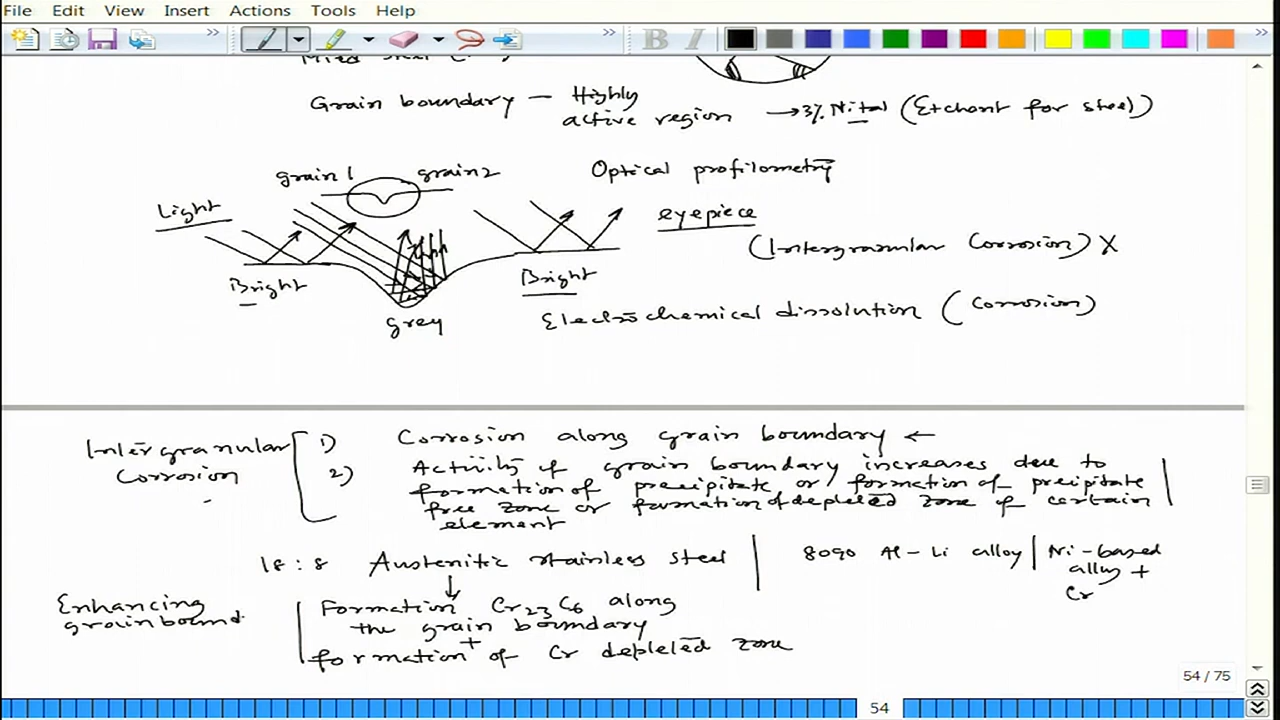 File Edit View Insert Actions Tools Help
B I
Grain boundary — Highly active region → 3% Nital (Etchant for steel)
grain 1 grain 2 Optical profilometry
Light eyepiece
(Intergranular Corrosion) X
Bright Bright
grey Electrochemical dissolution (Corrosion)
Intergranular Corrosion
1) Corrosion along grain boundary ←
2) Activity of grain boundary increases due to
formation of precipitate or/ formation of precipitate
free zone or formation of depleted zone of certain
element
18:8 Austenitic stainless steel | 8090 Al-Li alloy | Ni-based alloy + Cr
Enhancing grain bound
Formation Cr23C6 along
the grain boundary
+
formation of Cr depleted zone
54 / 75
54